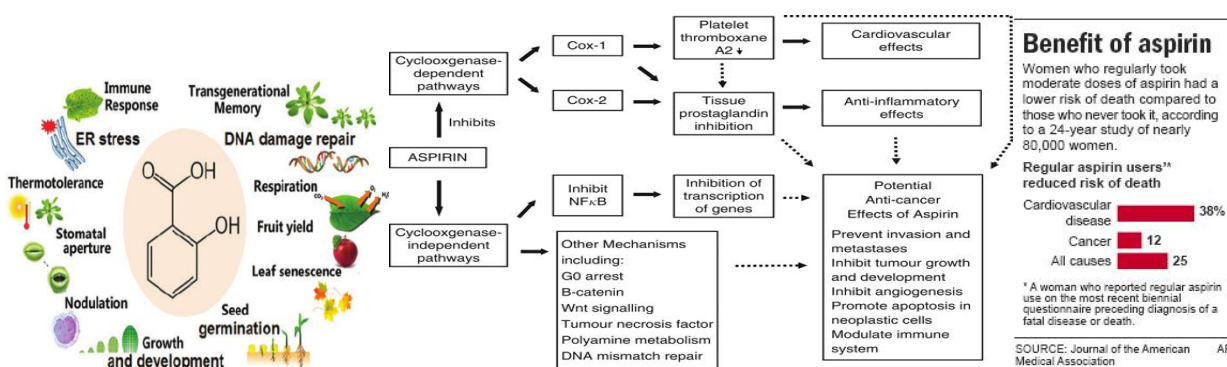 Immune
Response
Transgenerational
Memory
ER stress
DNA damage repair
Thermotolerance
Respiration
CO₂
O₂
H₂O
OH
O
OH
Fruit yield
Stomatal
aperture
Leaf senescence
Nodulation
Seed
germination
Growth
and development
Cyclooxgenase-
dependent
pathways
Inhibits
ASPIRIN
Cyclooxgenase-
independent
pathways
Cox-1
Cox-2
Platelet
thromboxane
A2 ↓
Cardiovascular
effects
Tissue
prostaglandin
inhibition
Anti-inflammatory
effects
Inhibit
NFκB
Inhibition of
transcription
of genes
Other Mechanisms
including:
G0 arrest
B-catenin
Wnt signalling
Tumour necrosis factor
Polyamine metabolism
DNA mismatch repair
Potential
Anti-cancer
Effects of Aspirin
Prevent invasion and
metastases
Inhibit tumour growth
and development
Inhibit angiogenesis
Promote apoptosis in
neoplastic cells
Modulate immune
system
Benefit of aspirin
Women who regularly took
moderate doses of aspirin had a
lower risk of death compared to
those who never took it, according
to a 24-year study of nearly
80,000 women.
Regular aspirin users'*
reduced risk of death
Cardiovascular
disease 38%
Cancer 12
All causes 25
* A woman who reported regular aspirin
use on the most recent biennial
questionnaire preceding diagnosis of a
fatal disease or death.
SOURCE: Journal of the American
Medical Association